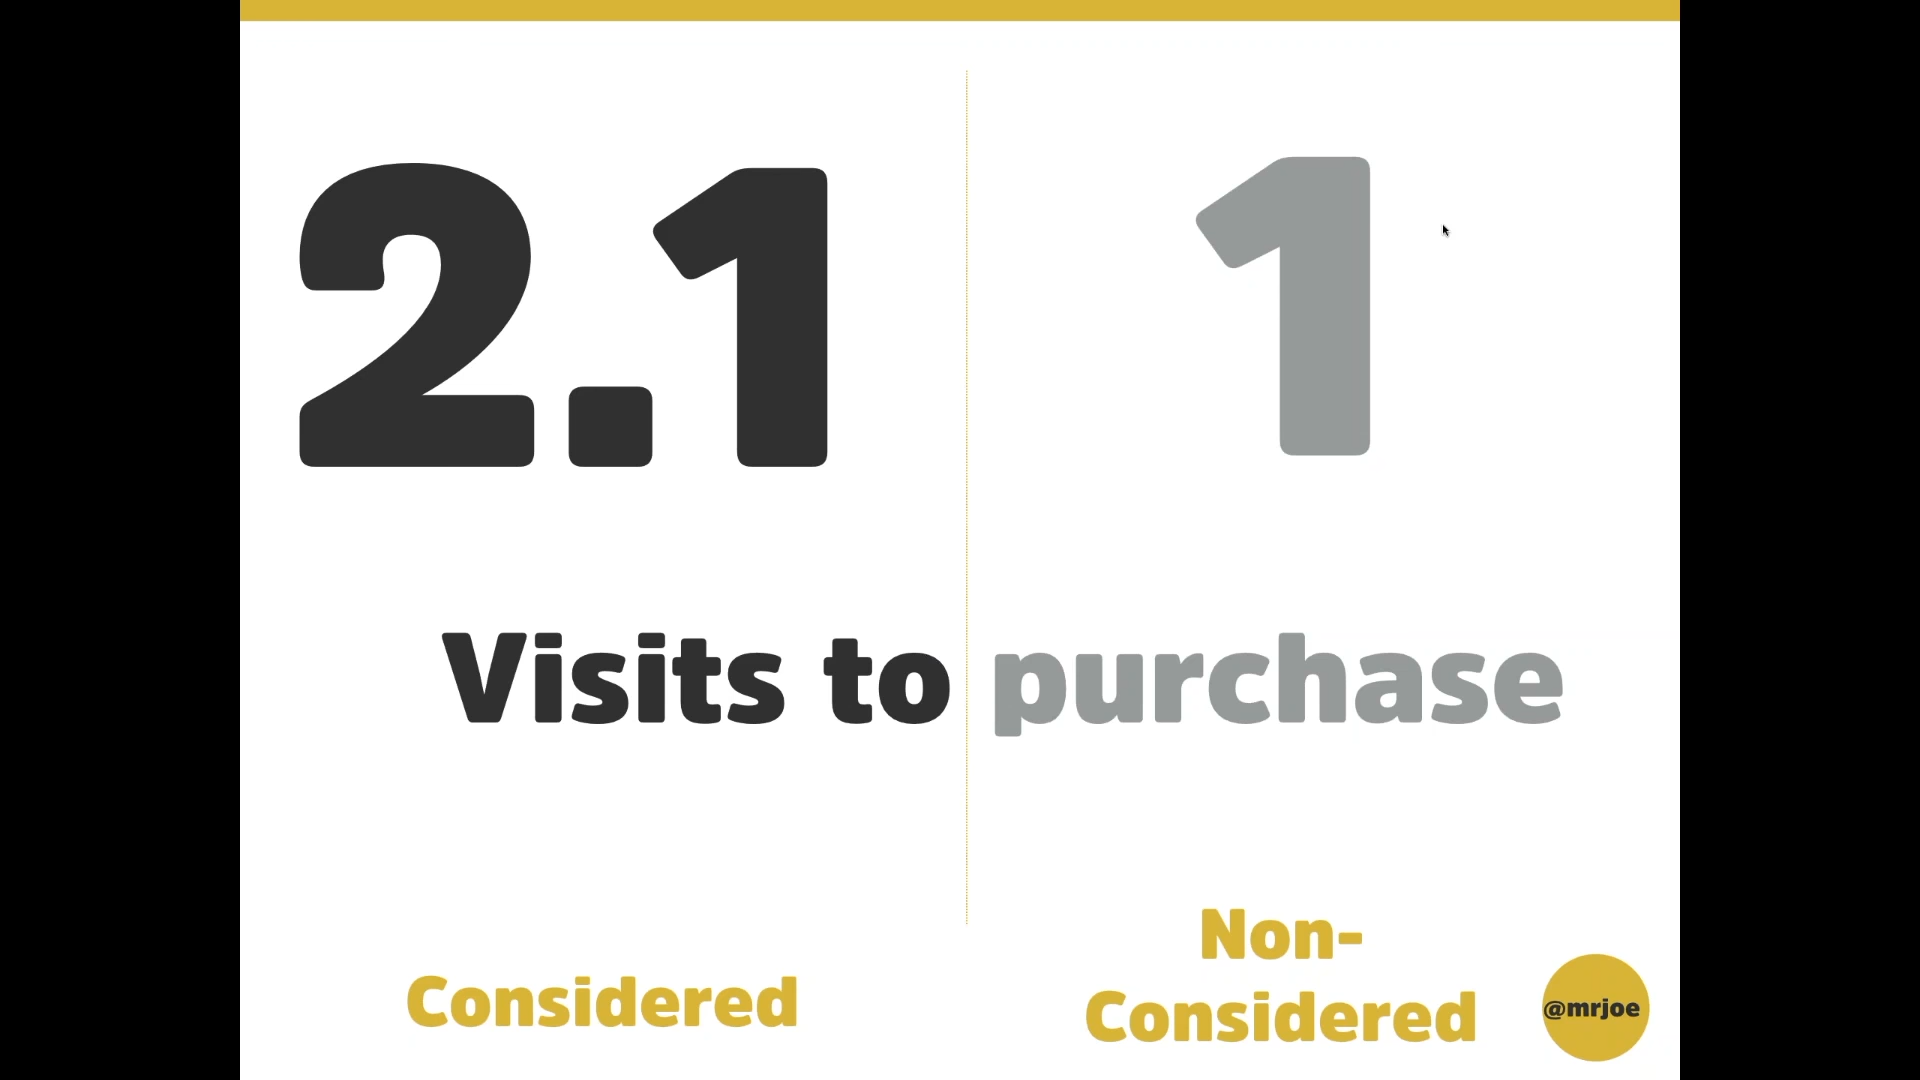 2.1
1
Visits to purchase
Considered
Non-
Considered
@mrjoe